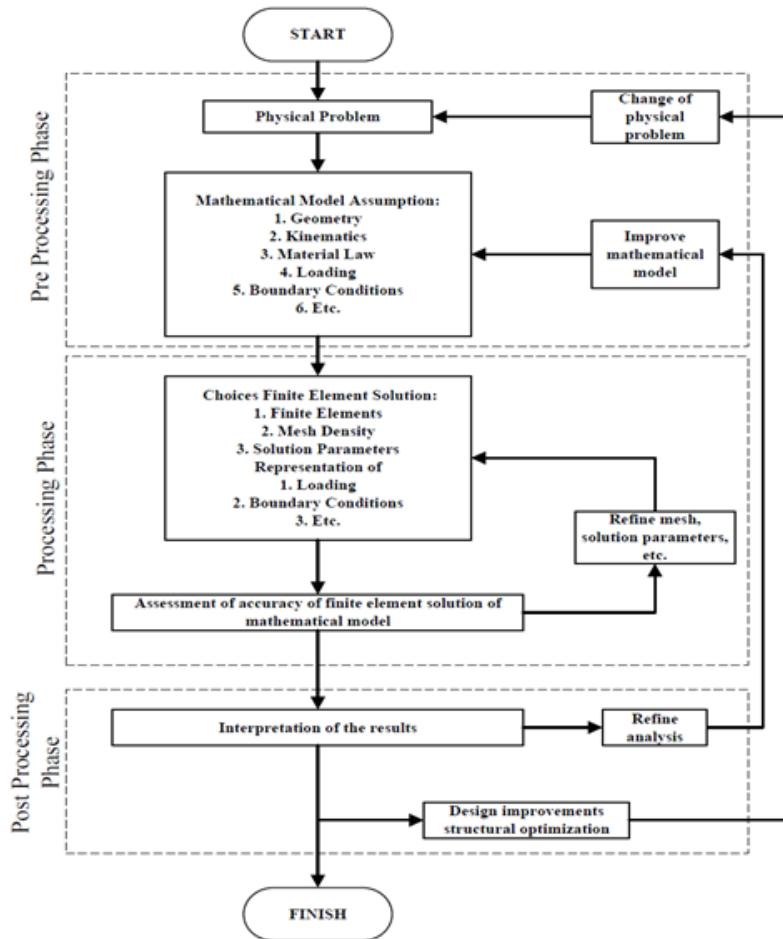 START
Pre Processing Phase
Physical Problem
Change of
physical
problem
Mathematical Model Assumption:
1. Geometry
2. Kinematics
3. Material Law
4. Loading
5. Boundary Conditions
6. Etc.
Improve
mathematical
model
Processing Phase
Choices Finite Element Solution:
1. Finite Elements
2. Mesh Density
3. Solution Parameters
Representation of
1. Loading
2. Boundary Conditions
3. Etc.
Refine mesh,
solution parameters,
etc.
Assessment of accuracy of finite element solution of
mathematical model
Post Processing
Phase
Interpretation of the results
Refine
analysis
Design improvements
structural optimization
FINISH